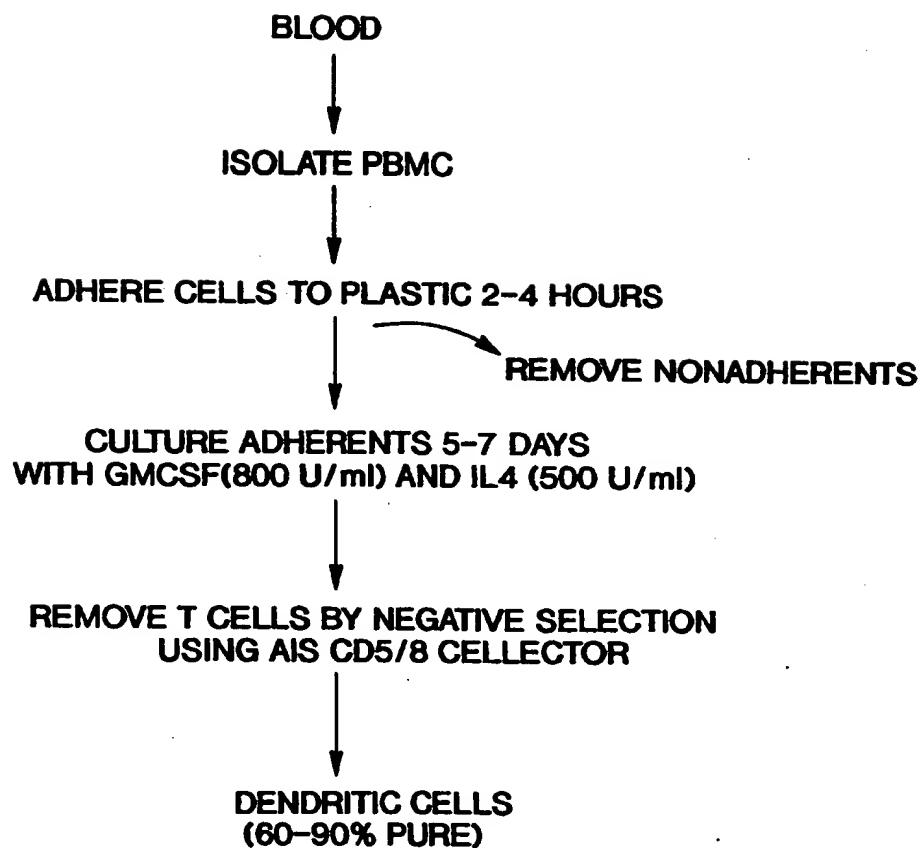 BLOOD
ISOLATE PBMC
ADHERE CELLS TO PLASTIC 2-4 HOURS
REMOVE NONADHERENTS
CULTURE ADHERENTS 5-7 DAYS
WITH GMCSF(800 U/ml) AND IL4 (500 U/ml)
REMOVE T CELLS BY NEGATIVE SELECTION
USING AIS CD5/8 CELLECTOR
DENDRITIC CELLS
(60-90% PURE)